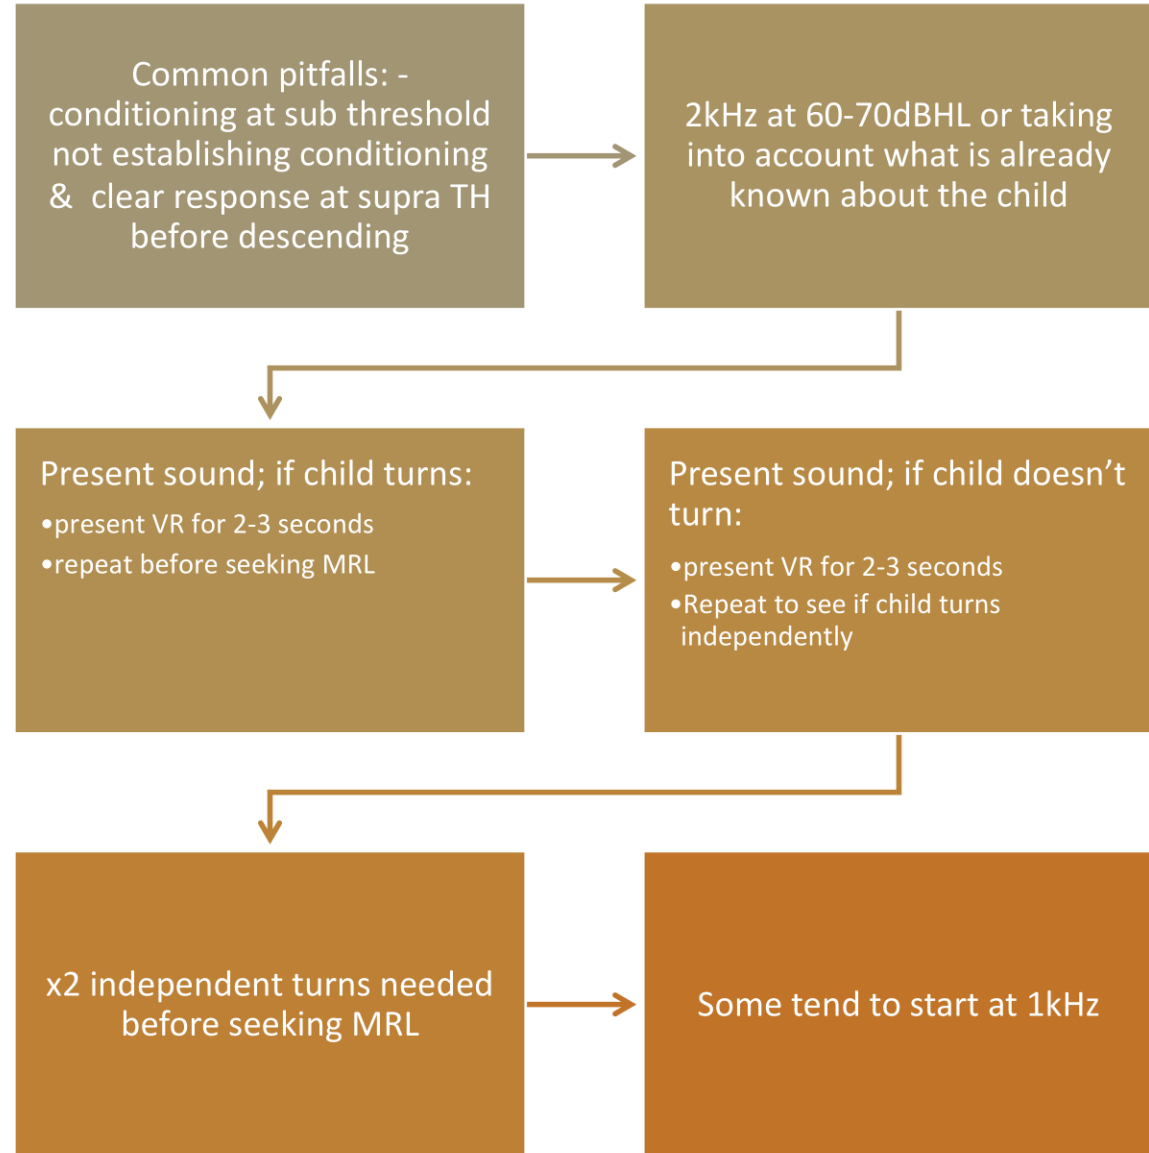 Common pitfalls: -
conditioning at sub threshold
not establishing conditioning
& clear response at supra TH
before descending
2kHz at 60-70dBHL or taking
into account what is already
known about the child
Present sound; if child turns:
•present VR for 2-3 seconds
•repeat before seeking MRL
Present sound; if child doesn’t
turn:
•present VR for 2-3 seconds
•Repeat to see if child turns
independently
x2 independent turns needed
before seeking MRL
Some tend to start at 1kHz